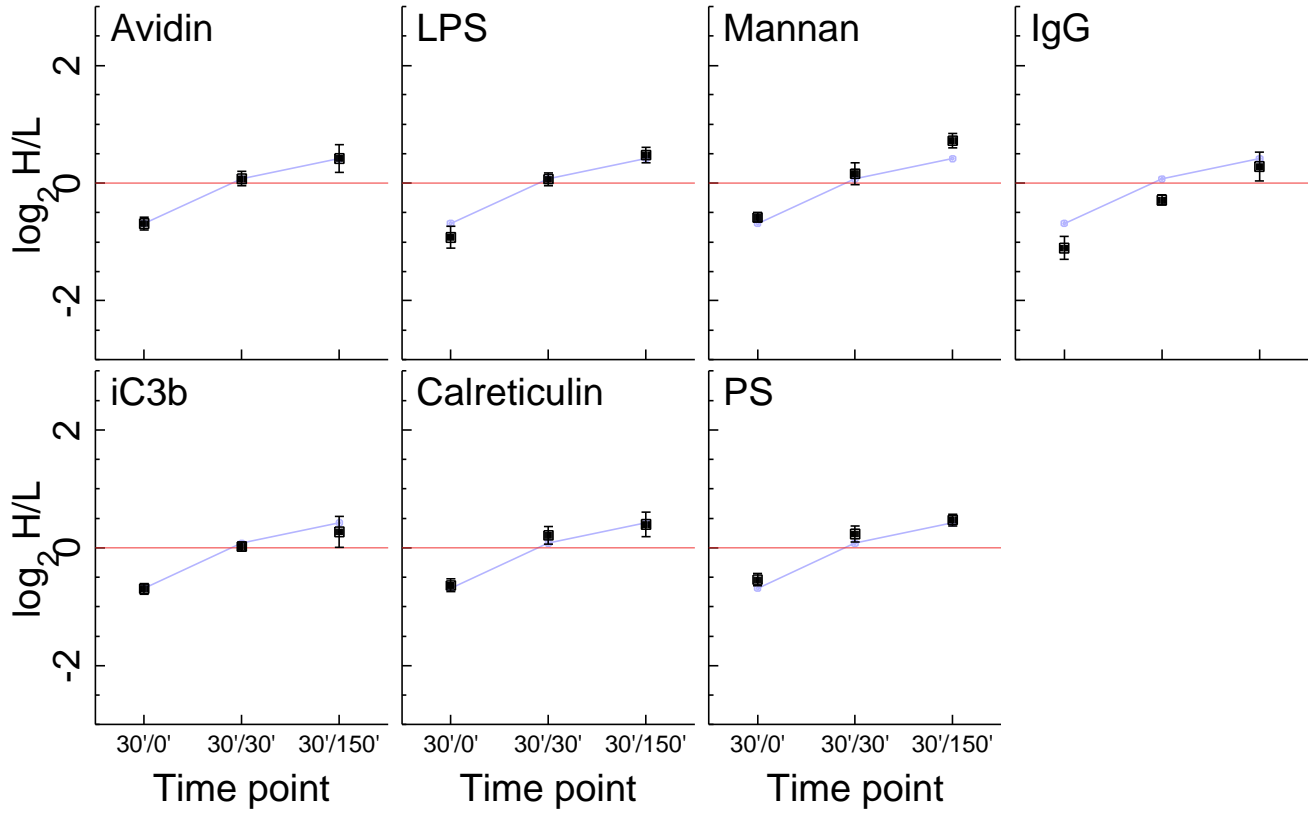 Avidin
LPS
Mannan
IgG
log2 H/L
2
0
-2
iC3b
Calreticulin
PS
log2 H/L
2
0
-2
30'/0' 30'/30' 30'/150'
30'/0' 30'/30' 30'/150'
30'/0' 30'/30' 30'/150'
Time point
Time point
Time point